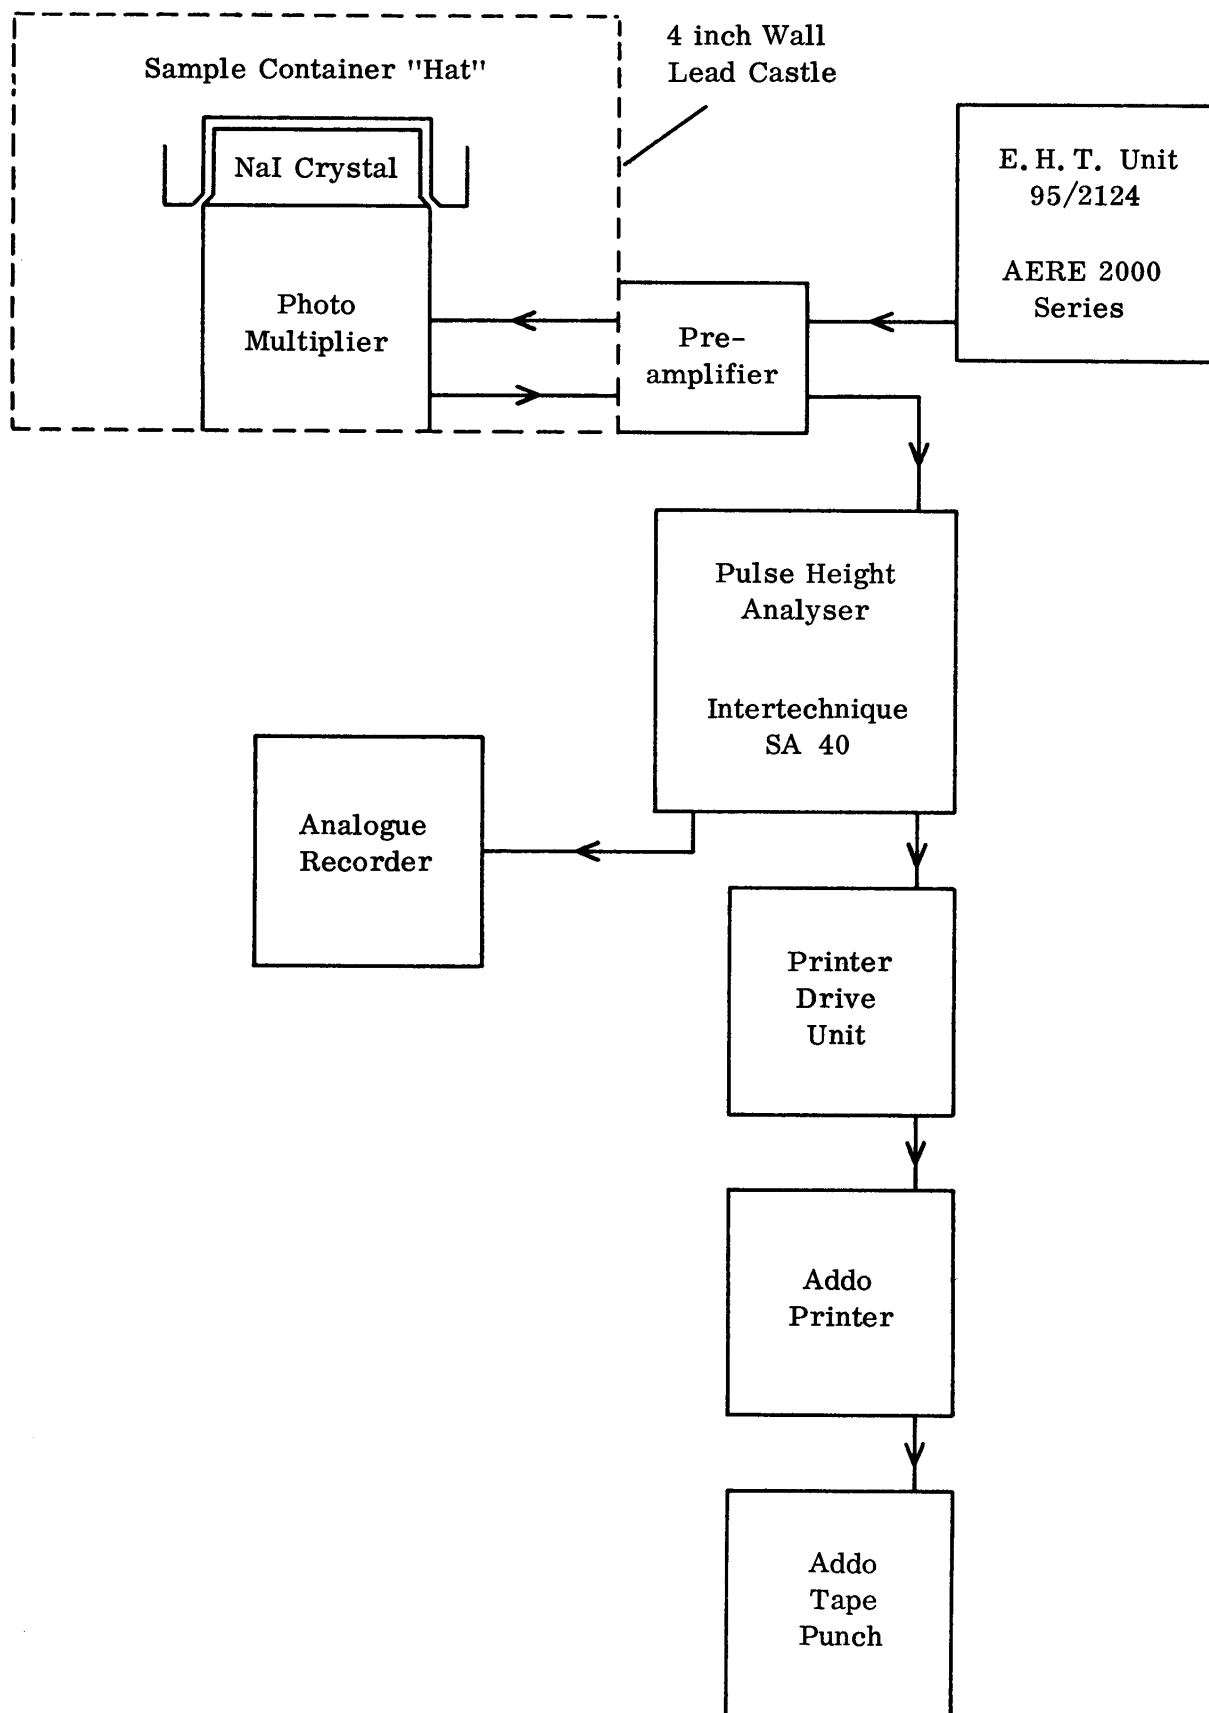 4 inch Wall
Lead Castle
Sample Container "Hat"
NaI Crystal
E. H. T. Unit
95/2124
AERE 2000
Series
Photo
Multiplier
Pre-
amplifier
Pulse Height
Analyser
Intertechnique
SA 40
Analogue
Recorder
Printer
Drive
Unit
Addo
Printer
Addo
Tape
Punch